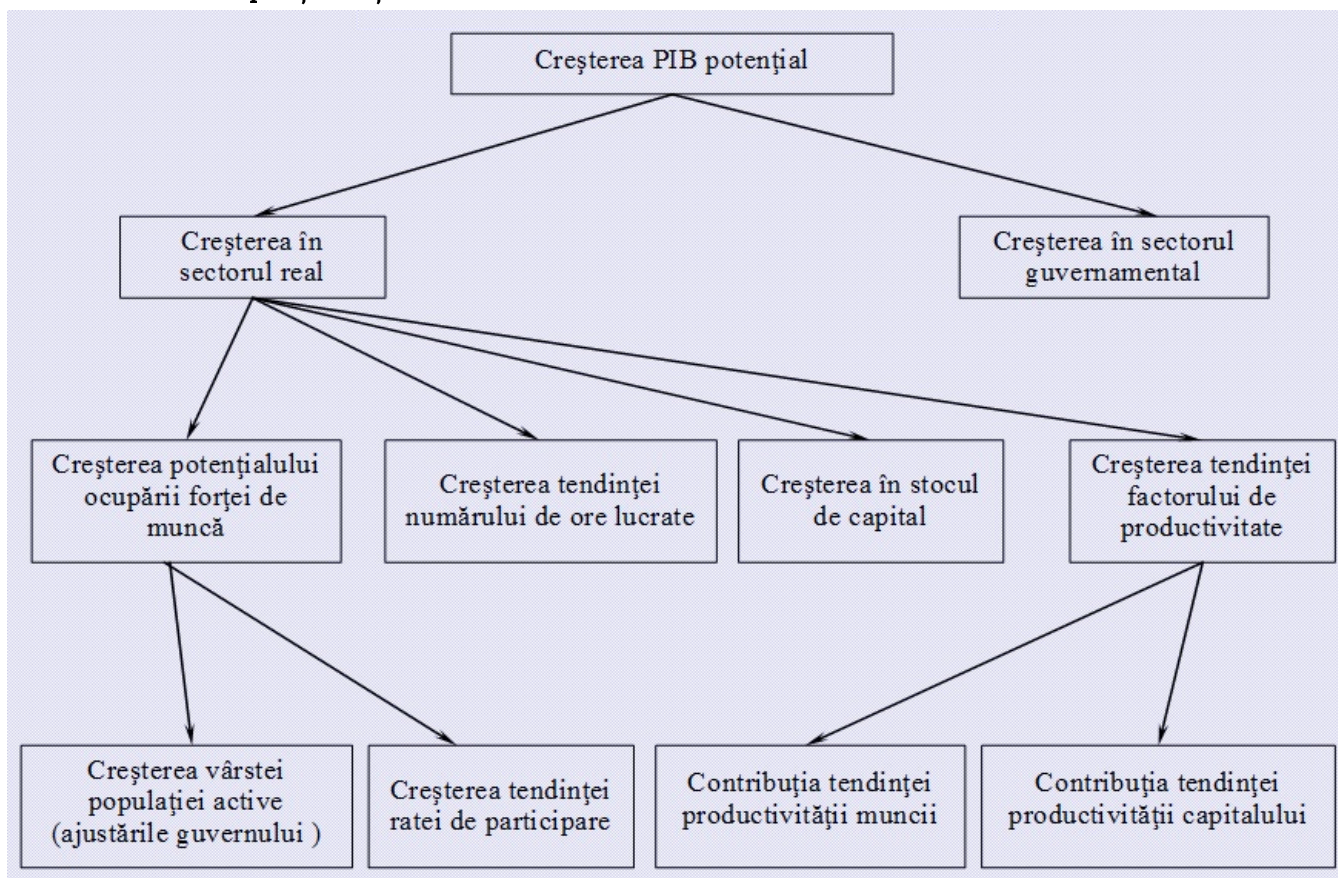 Creşterea PIB potenţial
Creşterea în
sectorul real
Creşterea în sectorul
guvernamental
Creşterea potenţialului
ocupării forţei de
muncă
Creşterea tendinţei
numărului de ore lucrate
Creşterea în stocul
de capital
Creşterea tendinţei
factorului de
productivitate
Creşterea vârstei
populaţiei active
(ajustările guvernului )
Creşterea tendinţei
ratei de participare
Contribuţia tendinţei
productivităţii muncii
Contribuţia tendinţei
productivităţii capitalului